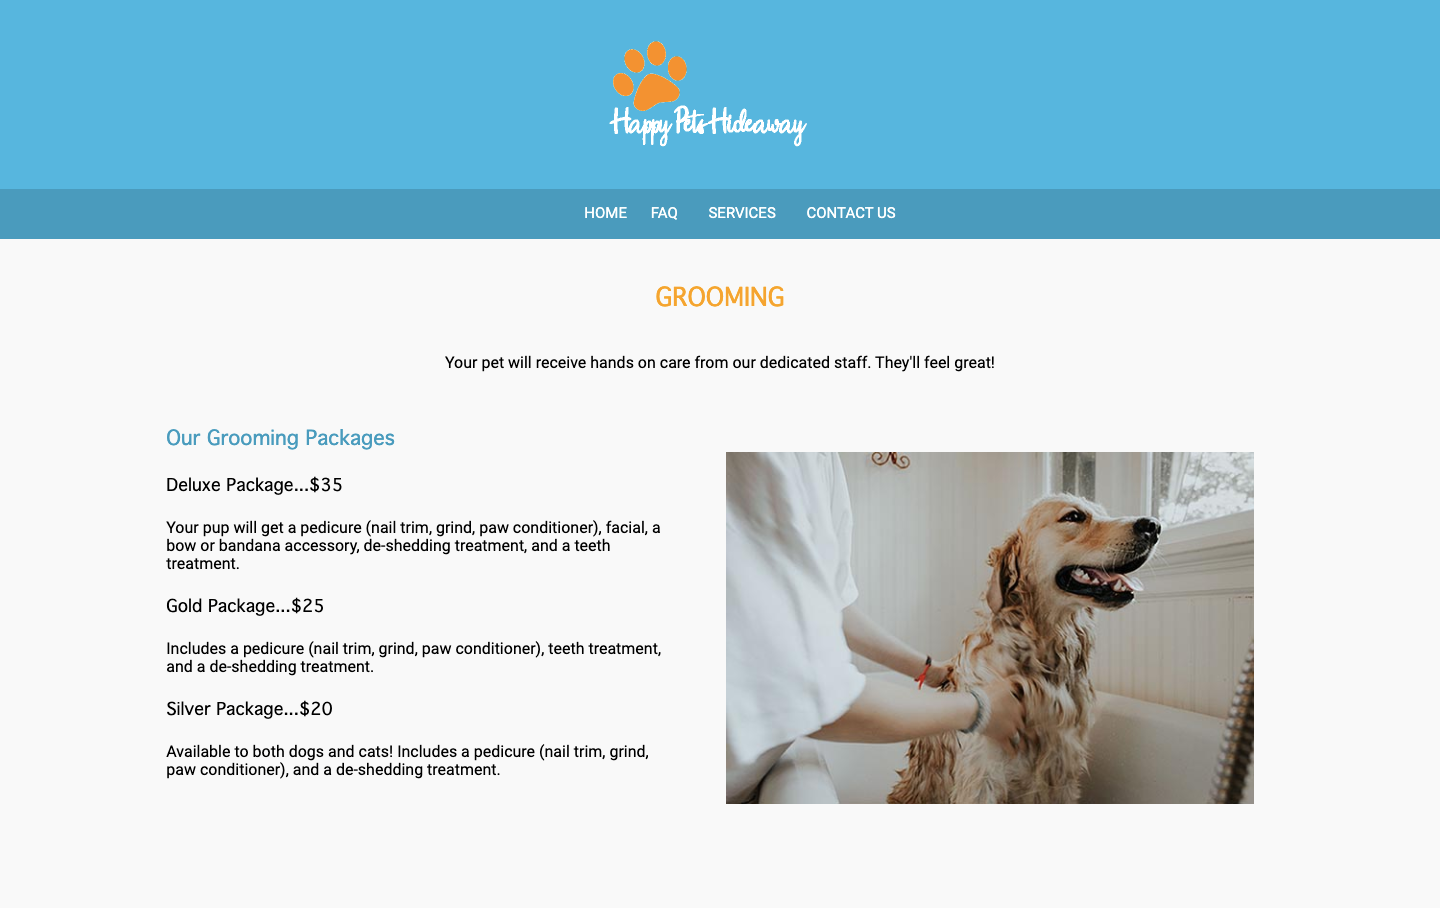 Happy Pets Hideaway
HOME FAQ SERVICES CONTACT US
GROOMING
Your pet will receive hands on care from our dedicated staff. They'll feel great!
Our Grooming Packages
Deluxe Package...$35
Your pup will get a pedicure (nail trim, grind, paw conditioner), facial, a
bow or bandana accessory, de-shedding treatment, and a teeth
treatment.
Gold Package...$25
Includes a pedicure (nail trim, grind, paw conditioner), teeth treatment,
and a de-shedding treatment.
Silver Package...$20
Available to both dogs and cats! Includes a pedicure (nail trim, grind,
paw conditioner), and a de-shedding treatment.